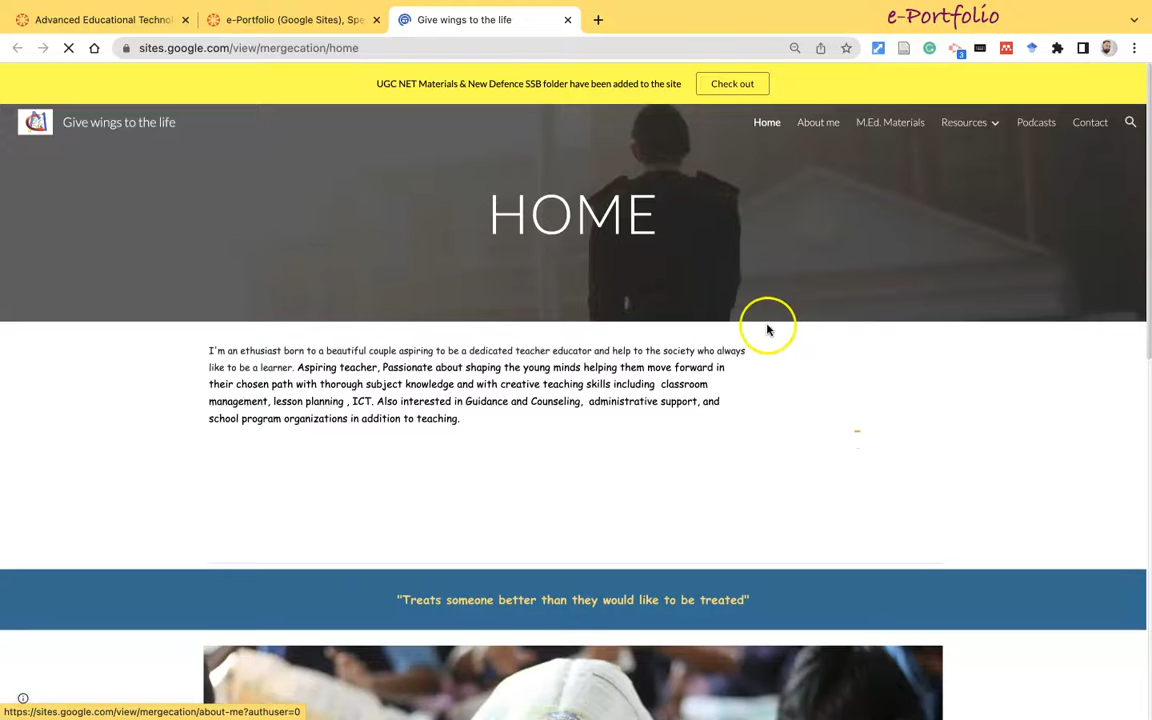 Advanced Educational Technol
e-Portfolio (Google Sites), Spe
Give wings to the life
e-Portfolio
sites.google.com/view/mergecation/home
3
UGC NET Materials & New Defence SSB folder have been added to the site
Check out
Give wings to the life
Home
About me
M.Ed. Materials
Resources
Podcasts
Contact
HOME
I'm an ethusiast born to a beautiful couple aspiring to be a dedicated teacher educator and help to the society who always
like to be a learner. Aspiring teacher, Passionate about shaping the young minds helping them move forward in
their chosen path with thorough subject knowledge and with creative teaching skills including classroom
management, lesson planning , ICT. Also interested in Guidance and Counseling, administrative support, and
school program organizations in addition to teaching.
"Treats someone better than they would like to be treated"
https://sites.google.com/view/mergecation/about-me?authuser=0